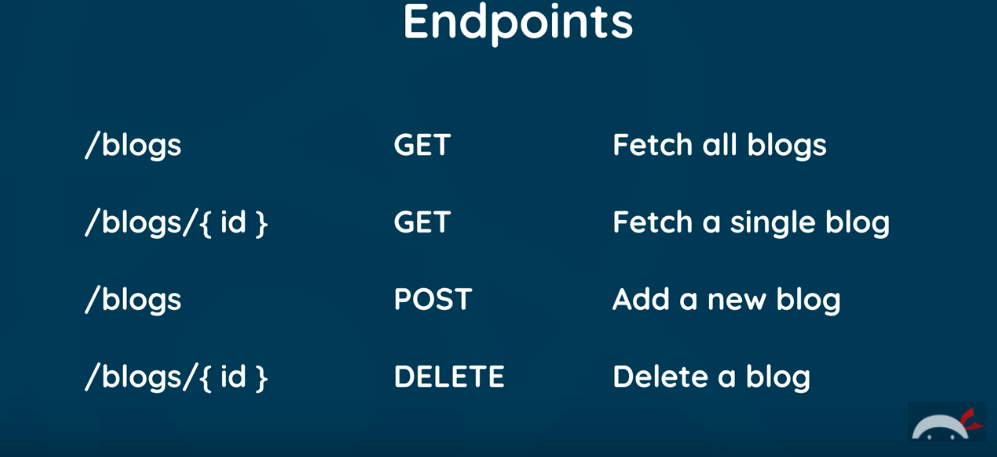 Endpoints
/blogs GET Fetch all blogs
/blogs/{ id } GET Fetch a single blog
/blogs POST Add a new blog
/blogs/{ id } DELETE Delete a blog